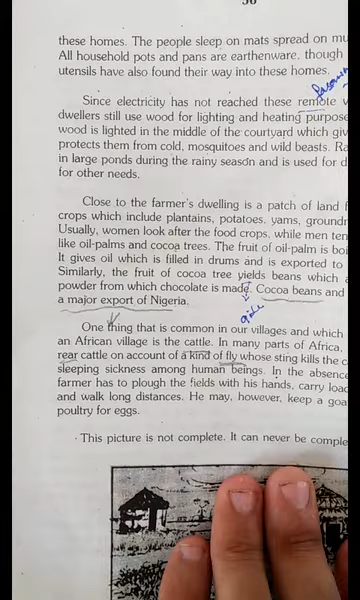 these homes. The people sleep on mats spread on mu
All household pots and pans are earthenware. though
utensils have also found their way into these homes.
Since electricity has not reached these remote v
dwellers still use wood for lighting and heating purpose
wood is lighted in the middle of the courtyard which giv
protects them from cold, mosquitoes and wild beasts. Ra
in large ponds during the rainy season and is used for d
for other needs.
Close to the farmer's dwelling is a patch of land f
crops which include plantains, potatoes. yams, groundr
Usually, women look after the food crops, while men ten
like oil-palms and cocoa trees. The fruit of oil-palm is boi
It gives oil which is filled in drums and is exported to
Similarly, the fruit of cocoa tree yields beans which a
powder from which chocolate is made. Cocoa beans and
a major export of Nigeria.
One thing that is common in our villages and which
an African village is the cattle. In many parts of Africa,
rear cattle on account of a kind of fly whose sting kills the c
sleeping sickness among human beings. In the absence
farmer has to plough the fields with his hands, carry load
and walk long distances. He may, however, keep a goa
poultry for eggs.
This picture is not complete. It can never be comple